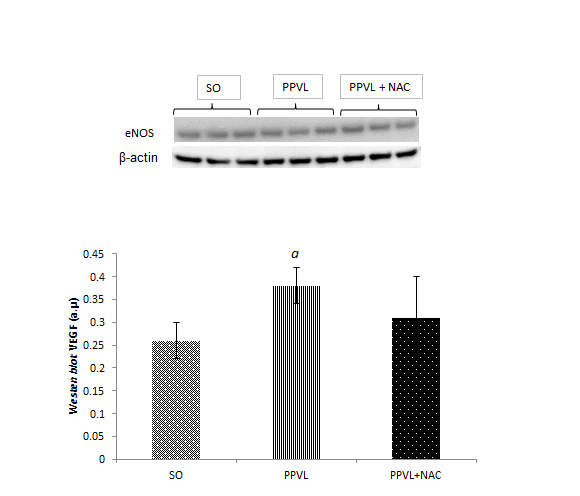 SO PPVL PPVL + NAC
eNOS
β-actin
a
0.45
0.4
0.35
0.3
0.25
0.2
0.15
0.1
0.05
0
Westen blot VEGF (a.µ)
SO PPVL PPVL+NAC